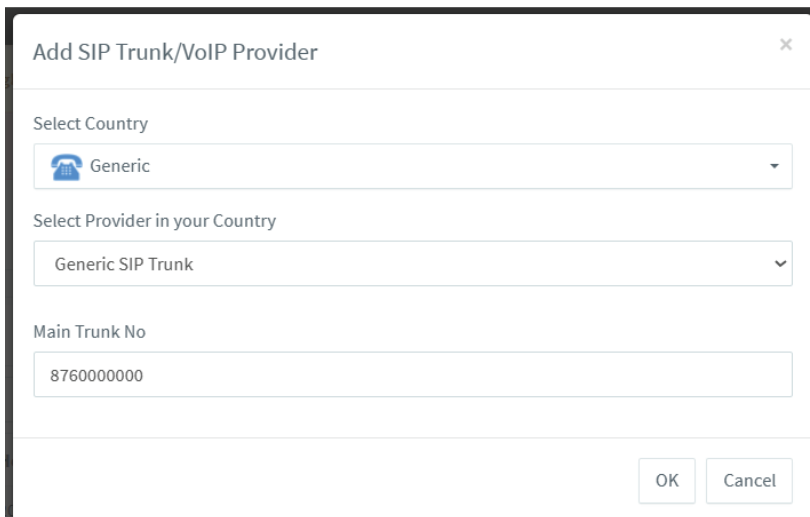 Add SIP Trunk/VoIP Provider
×
Select Country
Generic
Select Provider in your Country
Generic SIP Trunk
Main Trunk No
8760000000
OK Cancel